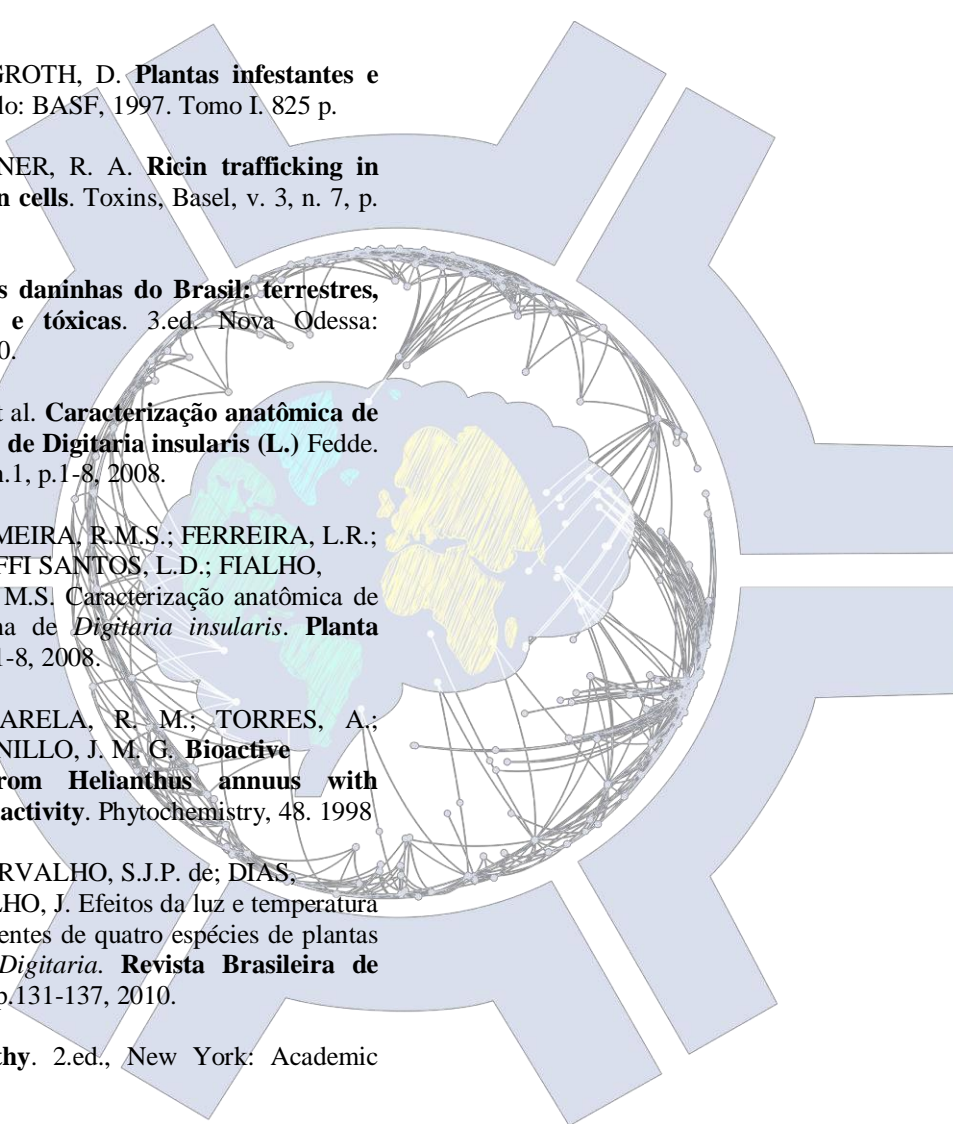 GROTH, D. Plantas infestantes e
lo: BASF, 1997. Tomo I. 825 p.
NER, R. A. Ricin trafficking in
n cells. Toxins, Basel, v. 3, n. 7, p.
s daninhas do Brasil: terrestres,
e tóxicas. 3.ed. Nova Odessa:
0.
t al. Caracterização anatômica de
de Digitaria insularis (L.) Fedde.
n.1, p.1-8, 2008.
MEIRA, R.M.S.; FERREIRA, L.R.;
FFI SANTOS, L.D.; FIALHO,
M.S. Caracterização anatômica de
na de Digitaria insularis. Planta
1-8, 2008.
ARELA, R. M.; TORRES, A.;
NILLO, J. M. G. Bioactive
rom Helianthus annuus with
activity. Phytochemistry, 48. 1998
RVALHO, S.J.P. de; DIAS,
LHO, J. Efeitos da luz e temperatura
entes de quatro espécies de plantas
Digitaria. Revista Brasileira de
p.131-137, 2010.
thy. 2.ed., New York: Academic